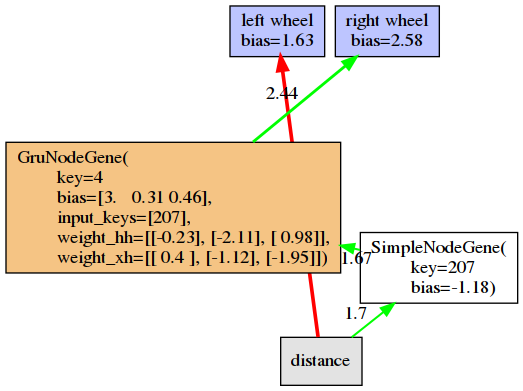 left wheel
bias=1.63
right wheel
bias=2.58
2.44
GruNodeGene(
key=4
bias=[3. 0.31 0.46],
input_keys=[207],
weight_hh=[[-0.23], [-2.11], [ 0.98]],
weight_xh=[[ 0.4 ], [-1.12], [-1.95]])
1.67
SimpleNodeGene(
key=207
bias=-1.18)
1.7
distance